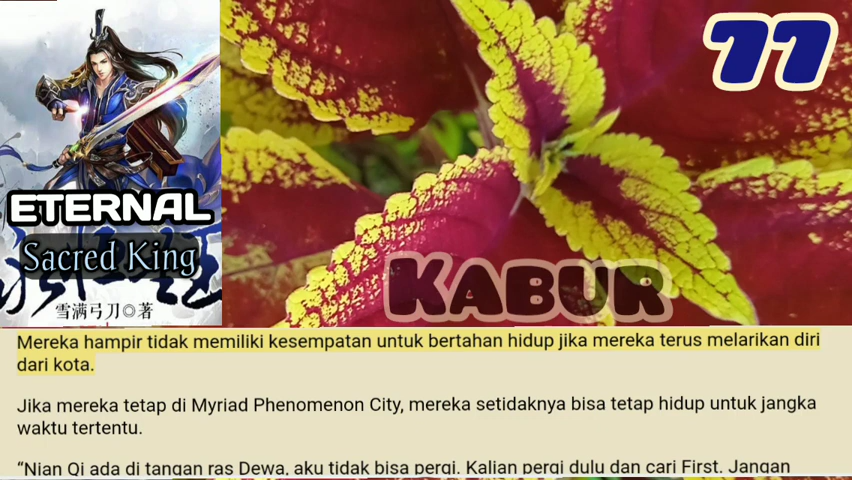 ETERNAL
Sacred King
雪满弓刀◎著
77
KABUR
Mereka hampir tidak memiliki kesempatan untuk bertahan hidup jika mereka terus melarikan diri
dari kota.
Jika mereka tetap di Myriad Phenomenon City, mereka setidaknya bisa tetap hidup untuk jangka
waktu tertentu.
“Nian Qi ada di tangan ras Dewa, aku tidak bisa pergi. Kalian pergi dulu dan cari First. Jangan